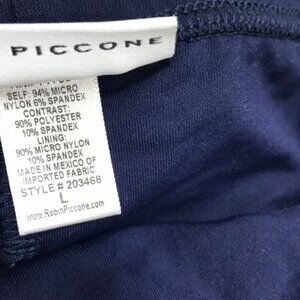 PICCONE
SELF: 94% MICRO
NYLON 6% SPANDEX
CONTRAST:
90% POLYESTER
10% SPANDEX
LINING:
90% MICRO NYLON
10% SPANDEX
MADE IN MEXICO OF
IMPORTED FABRIC
STYLE # 203468
L
www.RobinPiccone.com